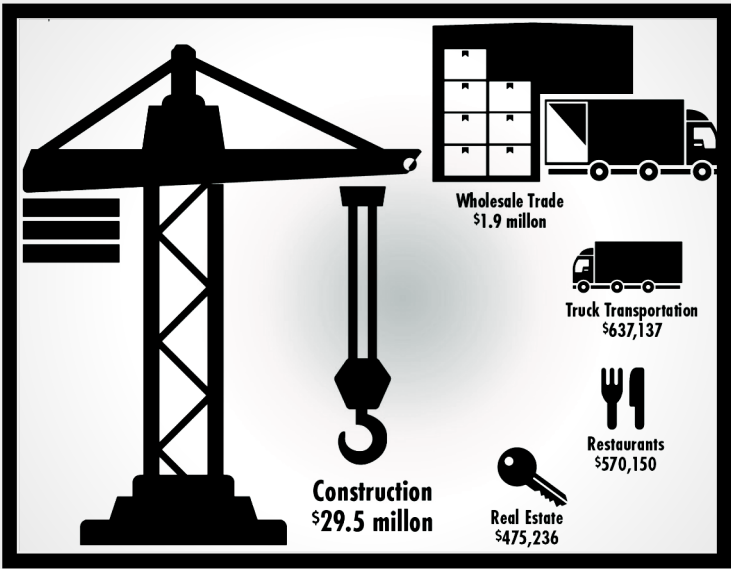 Wholesale Trade
$1.9 millon
Truck Transportation
$637,137
Restaurants
$570,150
Construction
$29.5 millon
Real Estate
$475,236